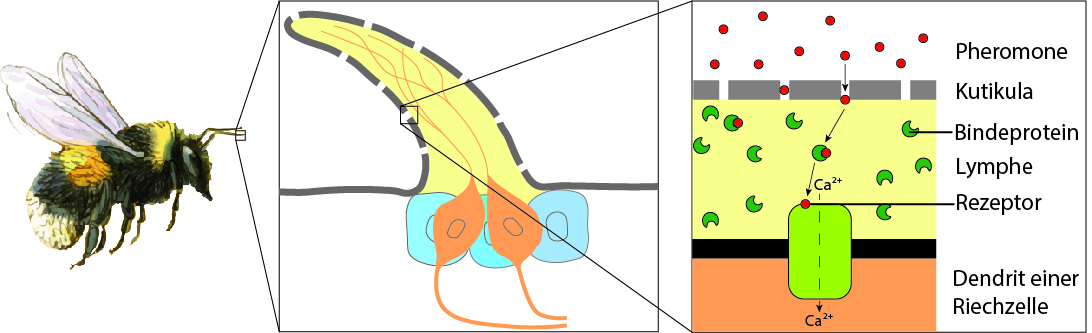 Pheromone
Kutikula
Bindeprotein
Lymphe
Ca²⁺
Rezeptor
Dendrit einer
Riechzelle
Ca²⁺